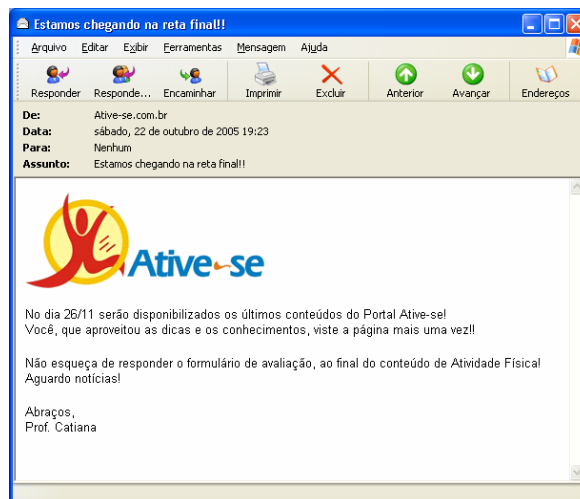 Estamos chegando na reta final!!
Arquivo Editar Exibir Ferramentas Mensagem Ajuda
Responder Responde... Encaminhar Imprimir Excluir Anterior Avançar Endereços
De: Ative-se.com.br
Data: sábado, 22 de outubro de 2005 19:23
Para: Nenhum
Assunto: Estamos chegando na reta final!!
Ative-se
No dia 26/11 serão disponibilizados os últimos conteúdos do Portal Ative-se!
Você, que aproveitou as dicas e os conhecimentos, viste a página mais uma vez!!
Não esqueça de responder o formulário de avaliação, ao final do conteúdo de Atividade Física!
Aguardo notícias!
Abraços,
Prof. Catiana